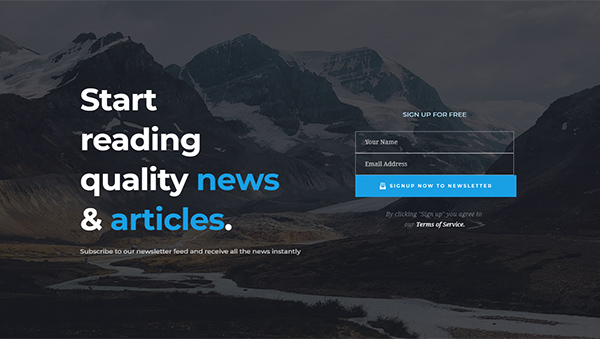 Start
reading
quality news
& articles.
Subscribe to our newsletter feed and receive all the news instantly
SIGN UP FOR FREE
Your Name
Email Address
SIGNUP NOW TO NEWSLETTER
By clicking "Sign up" you agree to
our Terms of Service.